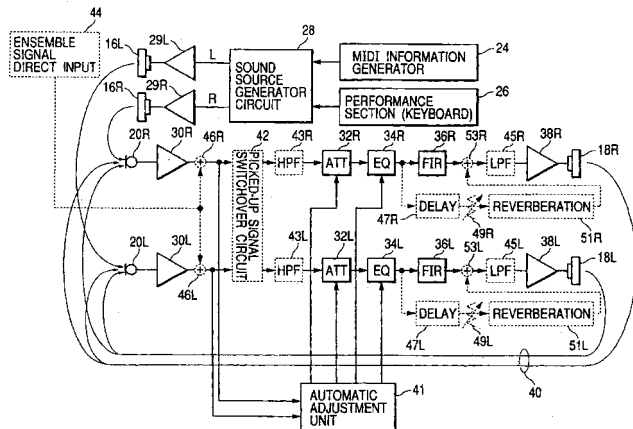 44
ENSEMBLE SIGNAL DIRECT INPUT
16L
29L
L
28
SOUND SOURCE GENERATOR CIRCUIT
MIDI INFORMATION GENERATOR
24
16R
29R
R
PERFORMANCE SECTION (KEYBOARD)
26
20R
30R
46R
42
PICKED-UP SIGNAL SWITCHOVER CIRCUIT
43R
HPF
32R
ATT
34R
EQ
36R
FIR
53R
45R
LPF
38R
18R
DELAY
47R
49R
REVERBERATION
51R
20L
30L
46L
43L
HPF
32L
ATT
34L
EQ
36L
FIR
53L
45L
LPF
38L
18L
DELAY
47L
49L
REVERBERATION
51L
AUTOMATIC ADJUSTMENT UNIT
41
40